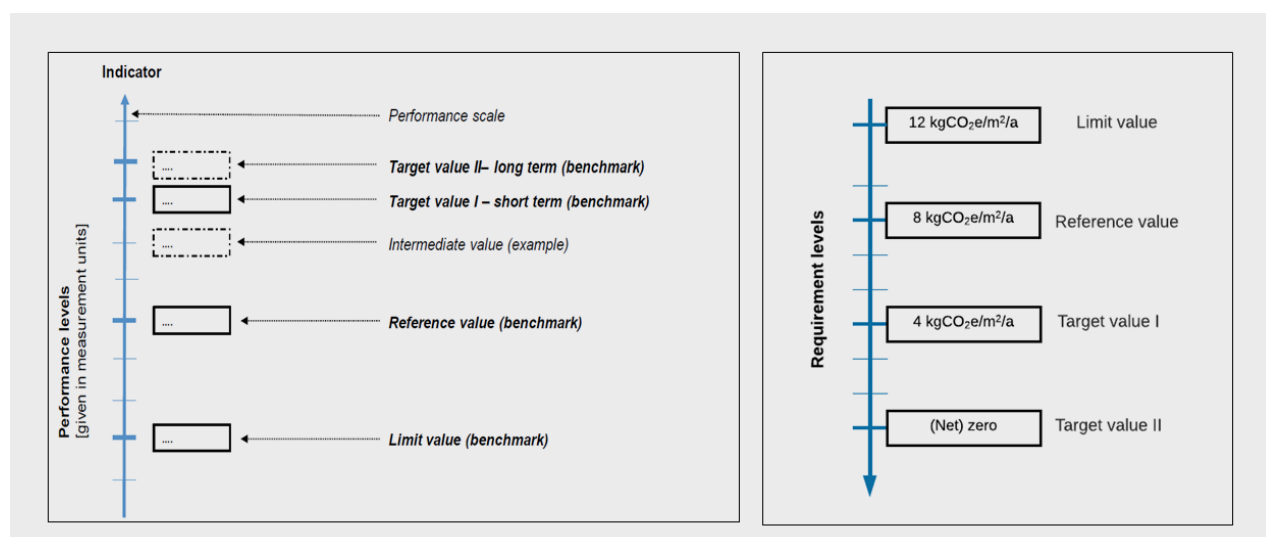 Indicator
Performance scale
....
Target value II– long term (benchmark)
....
Target value I – short term (benchmark)
....
Intermediate value (example)
....
Reference value (benchmark)
....
Limit value (benchmark)
Performance levels
[given in measurement units]
Requirement levels
12 kgCO₂e/m²/a
Limit value
8 kgCO₂e/m²/a
Reference value
4 kgCO₂e/m²/a
Target value I
(Net) zero
Target value II